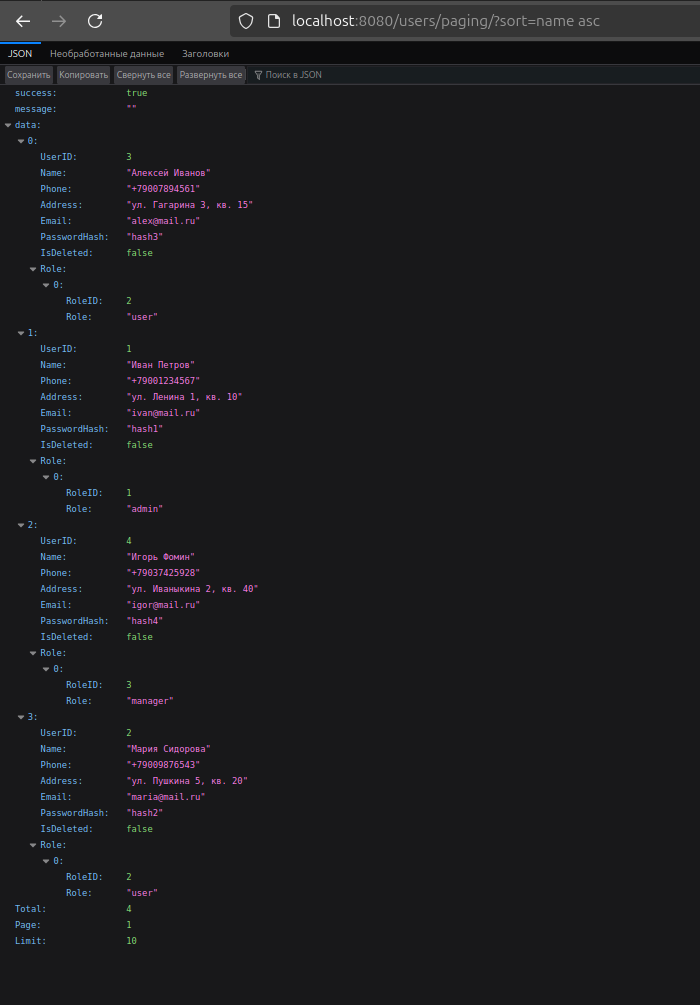 localhost:8080/users/paging/?sort=name asc
JSON Необработанные данные Заголовки
Сохранить Копировать Свернуть все Развернуть все Поиск в JSON
success: true
message: ""
data:
0:
UserID: 3
Name: "Алексей Иванов"
Phone: "+79007894561"
Address: "ул. Гагарина 3, кв. 15"
Email: "alex@mail.ru"
PasswordHash: "hash3"
IsDeleted: false
Role:
0:
RoleID: 2
Role: "user"
1:
UserID: 1
Name: "Иван Петров"
Phone: "+79001234567"
Address: "ул. Ленина 1, кв. 10"
Email: "ivan@mail.ru"
PasswordHash: "hash1"
IsDeleted: false
Role:
0:
RoleID: 1
Role: "admin"
2:
UserID: 4
Name: "Игорь Фомин"
Phone: "+79037425928"
Address: "ул. Иваныкина 2, кв. 40"
Email: "igor@mail.ru"
PasswordHash: "hash4"
IsDeleted: false
Role:
0:
RoleID: 3
Role: "manager"
3:
UserID: 2
Name: "Мария Сидорова"
Phone: "+79009876543"
Address: "ул. Пушкина 5, кв. 20"
Email: "maria@mail.ru"
PasswordHash: "hash2"
IsDeleted: false
Role:
0:
RoleID: 2
Role: "user"
Total: 4
Page: 1
Limit: 10